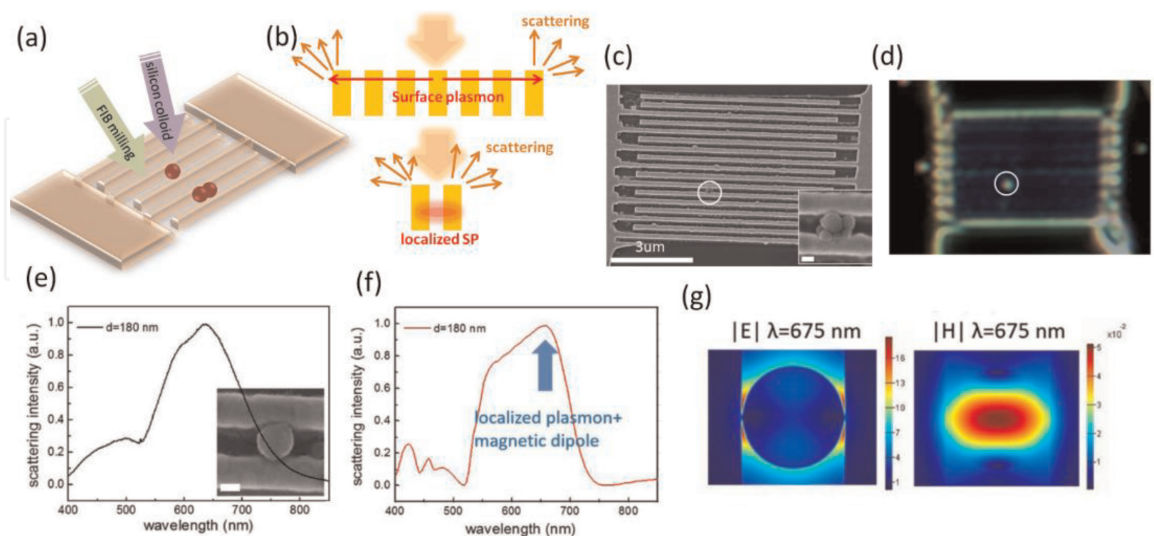 (a)
FIB milling
silicon colloid
(b)
scattering
scattering
Surface plasmon
scattering
localized SP
(c)
3um
(d)
(e)
d=180 nm
scattering intensity (a.u.)
1.0
0.8
0.6
0.4
0.2
0.0
400 500 600 700 800
wavelength (nm)
(f)
d=180 nm
localized plasmon+
magnetic dipole
scattering intensity (a.u.)
1.0
0.8
0.6
0.4
0.2
0.0
400 500 600 700 800
wavelength (nm)
(g)
|E| λ=675 nm
16
13
10
7
4
1
|H| λ=675 nm
x10⁻²
5
4
3
2
1